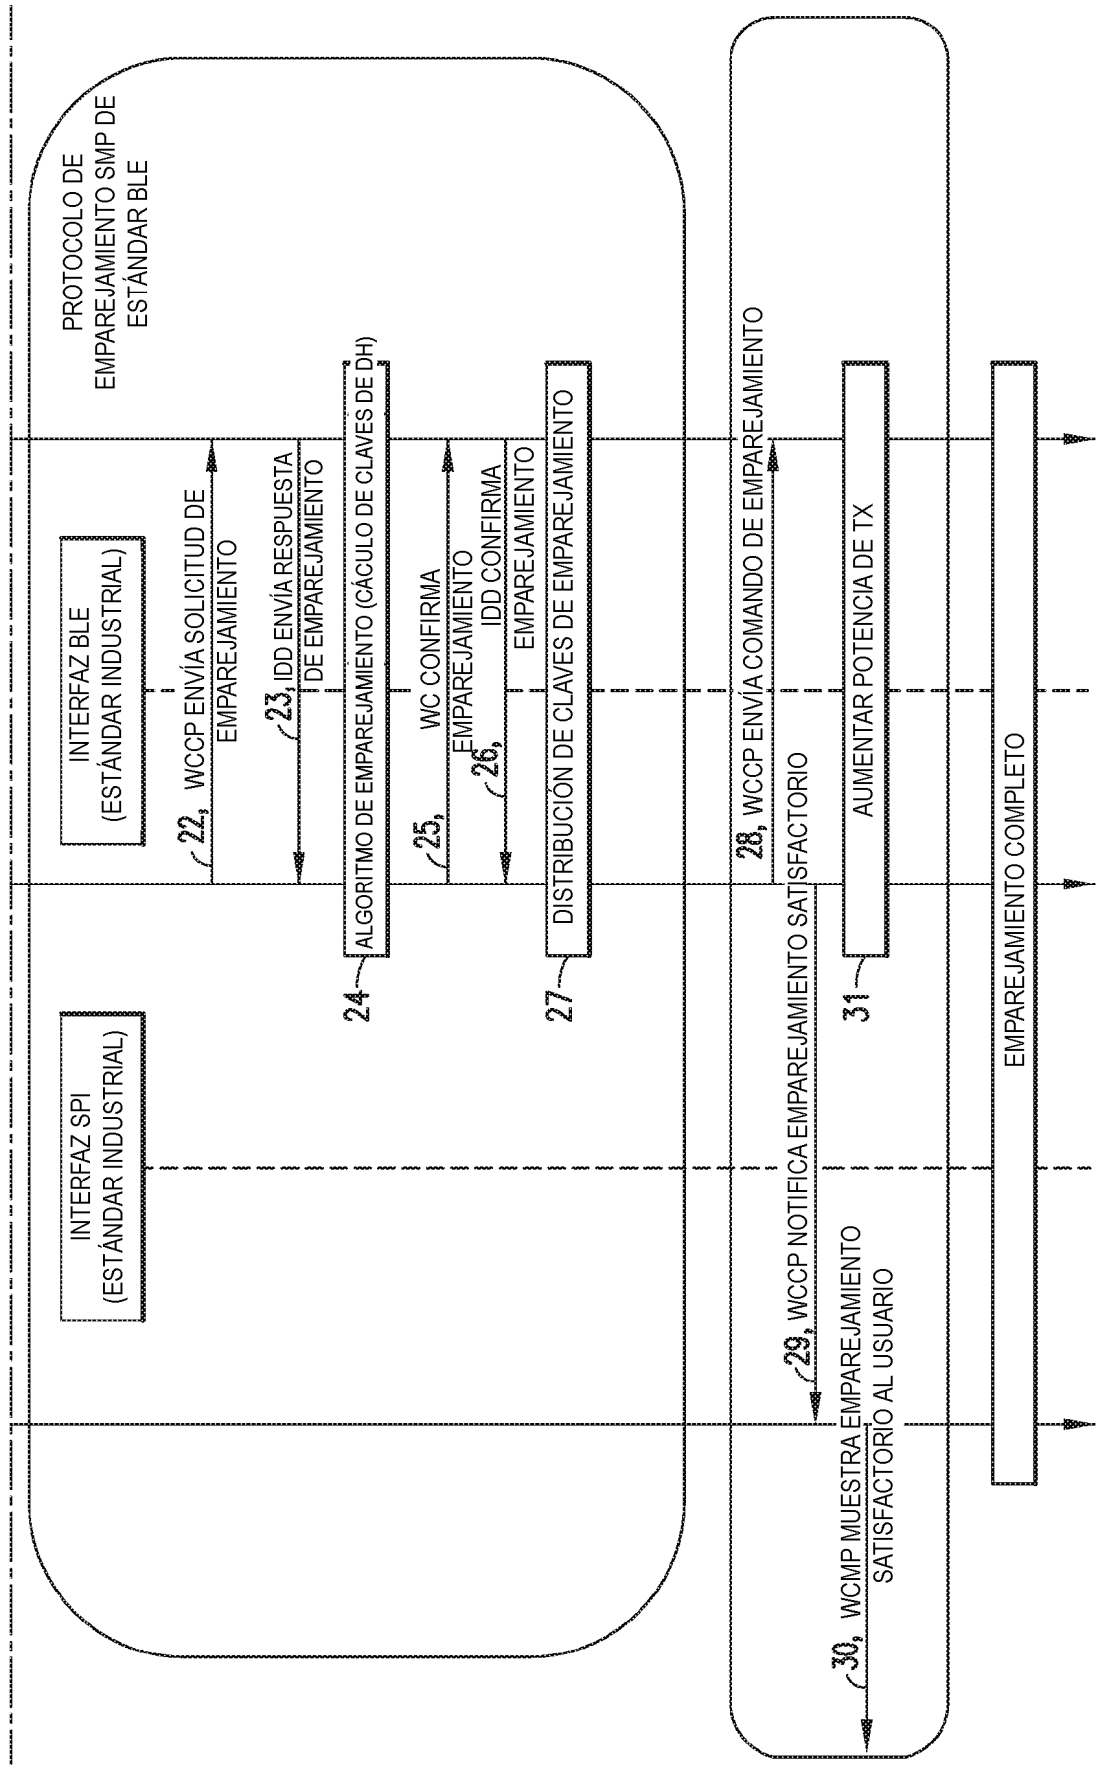 PROTOCOLO DE
EMPAREJAMIENTO SMP DE
ESTÁNDAR BLE
INTERFAZ SPI
(ESTÁNDAR INDUSTRIAL)
INTERFAZ BLE
(ESTÁNDAR INDUSTRIAL)
22, WCCP ENVÍA SOLICITUD DE
EMPAREJAMIENTO
23, IDD ENVÍA RESPUESTA
DE EMPAREJAMIENTO
24
ALGORITMO DE EMPAREJAMIENTO (CÁCULO DE CLAVES DE DH)
25, WC CONFIRMA
EMPAREJAMIENTO
26, IDD CONFIRMA
EMPAREJAMIENTO
27
DISTRIBUCIÓN DE CLAVES DE EMPAREJAMIENTO
28, WCCP ENVÍA COMANDO DE EMPAREJAMIENTO
29, WCCP NOTIFICA EMPAREJAMIENTO SATISFACTORIO
30, WCMP MUESTRA EMPAREJAMIENTO
SATISFACTORIO AL USUARIO
31
AUMENTAR POTENCIA DE TX
EMPAREJAMIENTO COMPLETO